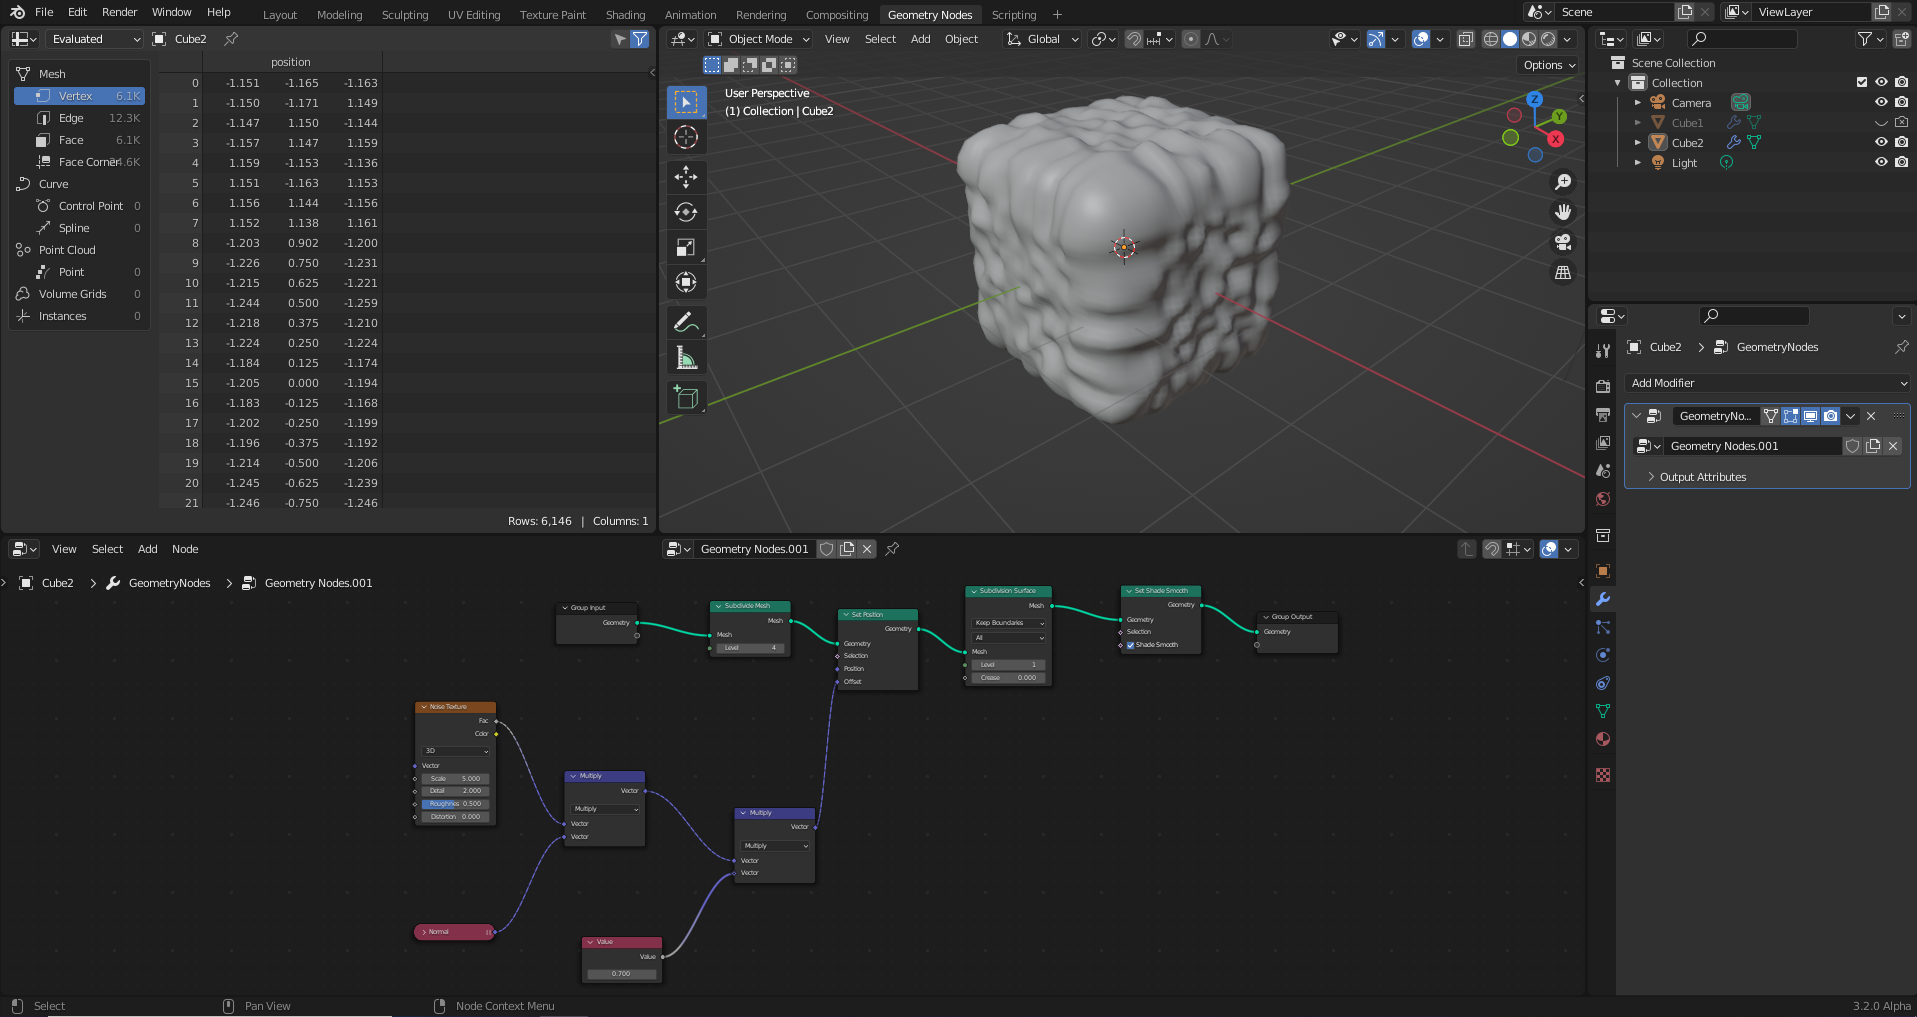 File Edit Render Window Help
Layout Modeling Sculpting UV Editing Texture Paint Shading Animation Rendering Compositing Geometry Nodes Scripting +
Scene ViewLayer
Evaluated Cube2
Mesh
Vertex 6.1K
Edge 12.3K
Face 6.1K
Face Corner 24.6K
Curve
Control Point 0
Spline 0
Point Cloud
Point 0
Volume Grids 0
Instances 0
position
0 -1.151 -1.165 -1.163
1 -1.150 -1.171 1.149
2 -1.147 1.150 -1.144
3 -1.157 1.147 1.159
4 1.159 -1.153 -1.136
5 1.151 -1.163 1.153
6 1.156 1.144 -1.156
7 1.152 1.138 1.161
8 -1.203 0.902 -1.200
9 -1.226 0.750 -1.231
10 -1.215 0.625 -1.221
11 -1.244 0.500 -1.259
12 -1.218 0.375 -1.210
13 -1.224 0.250 -1.224
14 -1.184 0.125 -1.174
15 -1.205 0.000 -1.194
16 -1.183 -0.125 -1.168
17 -1.202 -0.250 -1.199
18 -1.196 -0.375 -1.192
19 -1.214 -0.500 -1.206
20 -1.245 -0.625 -1.239
21 -1.246 -0.750 -1.246
Rows: 6,146 | Columns: 1
Object Mode View Select Add Object Global
Options
User Perspective
(1) Collection | Cube2
Z
Y
X
Scene Collection
Collection
Camera
Cube1
Cube2
Light
Cube2 GeometryNodes
Add Modifier
GeometryNo...
Geometry Nodes.001
Output Attributes
View Select Add Node
Geometry Nodes.001
Cube2 GeometryNodes Geometry Nodes.001
Group Input
Geometry
Subdivide Mesh
Mesh
Mesh
Level 4
Set Position
Geometry
Geometry
Selection
Position
Offset
Subdivision Surface
Mesh
Keep Boundaries
All
Mesh
Level 1
Crease 0.000
Set Shade Smooth
Geometry
Geometry
Selection
Shade Smooth
Group Output
Geometry
Noise Texture
Fac
Color
3D
Vector
Scale 5.000
Detail 2.000
Roughness 0.500
Distortion 0.000
Multiply
Vector
Multiply
Vector
Vector
Multiply
Vector
Multiply
Vector
Vector
Normal
Value
Value
0.700
Select Pan View Node Context Menu
3.2.0 Alpha